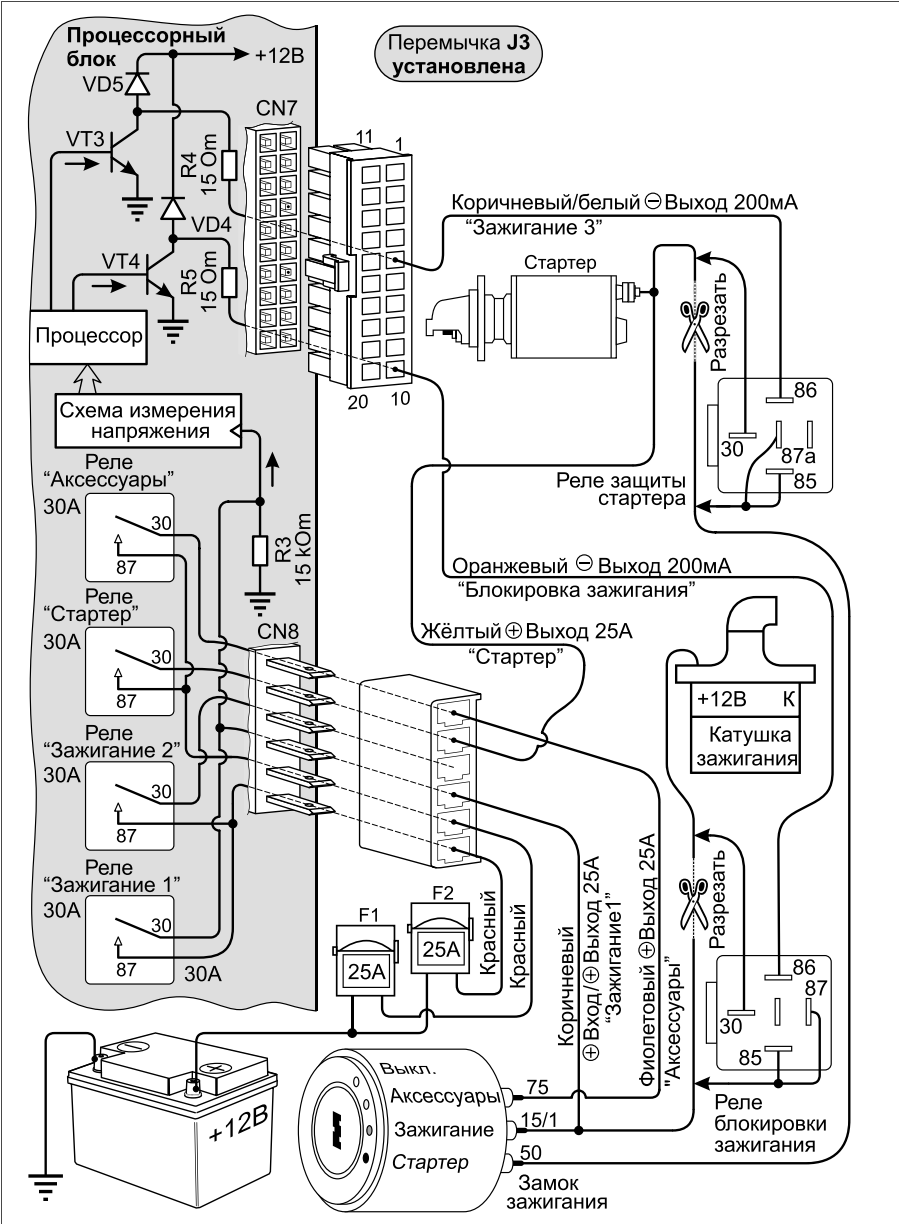 Процессорный
блок
+12В
Перемычка J3
установлена
VD5
CN7
VT3
R4
15 Om
11
1
Коричневый/белый ⊖ Выход 200мА
“Зажигание 3”
VD4
VT4
R5
15 Om
Стартер
Разрезать
Процессор
20
10
86
30
87а
85
Схема измерения
напряжения
Реле
“Аксессуары”
30А
30
87
Реле защиты
стартера
R3
15 kOm
Оранжевый ⊖ Выход 200мА
“Блокировка зажигания”
Реле
“Стартер”
30А
30
87
CN8
Жёлтый ⊕ Выход 25А
“Стартер”
+12В К
Катушка
зажигания
Реле
“Зажигание 2”
30А
30
87
Реле
“Зажигание 1”
30А
30
87
30А
F1
25А
F2
25А
Красный
Красный
Коричневый
⊕ Вход/⊕ Выход 25А
“Зажигание1”
Фиолетовый ⊕ Выход 25А
"Аксессуары"
Разрезать
86
87
30
85
− +
+12В
Выкл.
Аксессуары
Зажигание
Стартер
75
15/1
50
Замок
зажигания
Реле
блокировки
зажигания